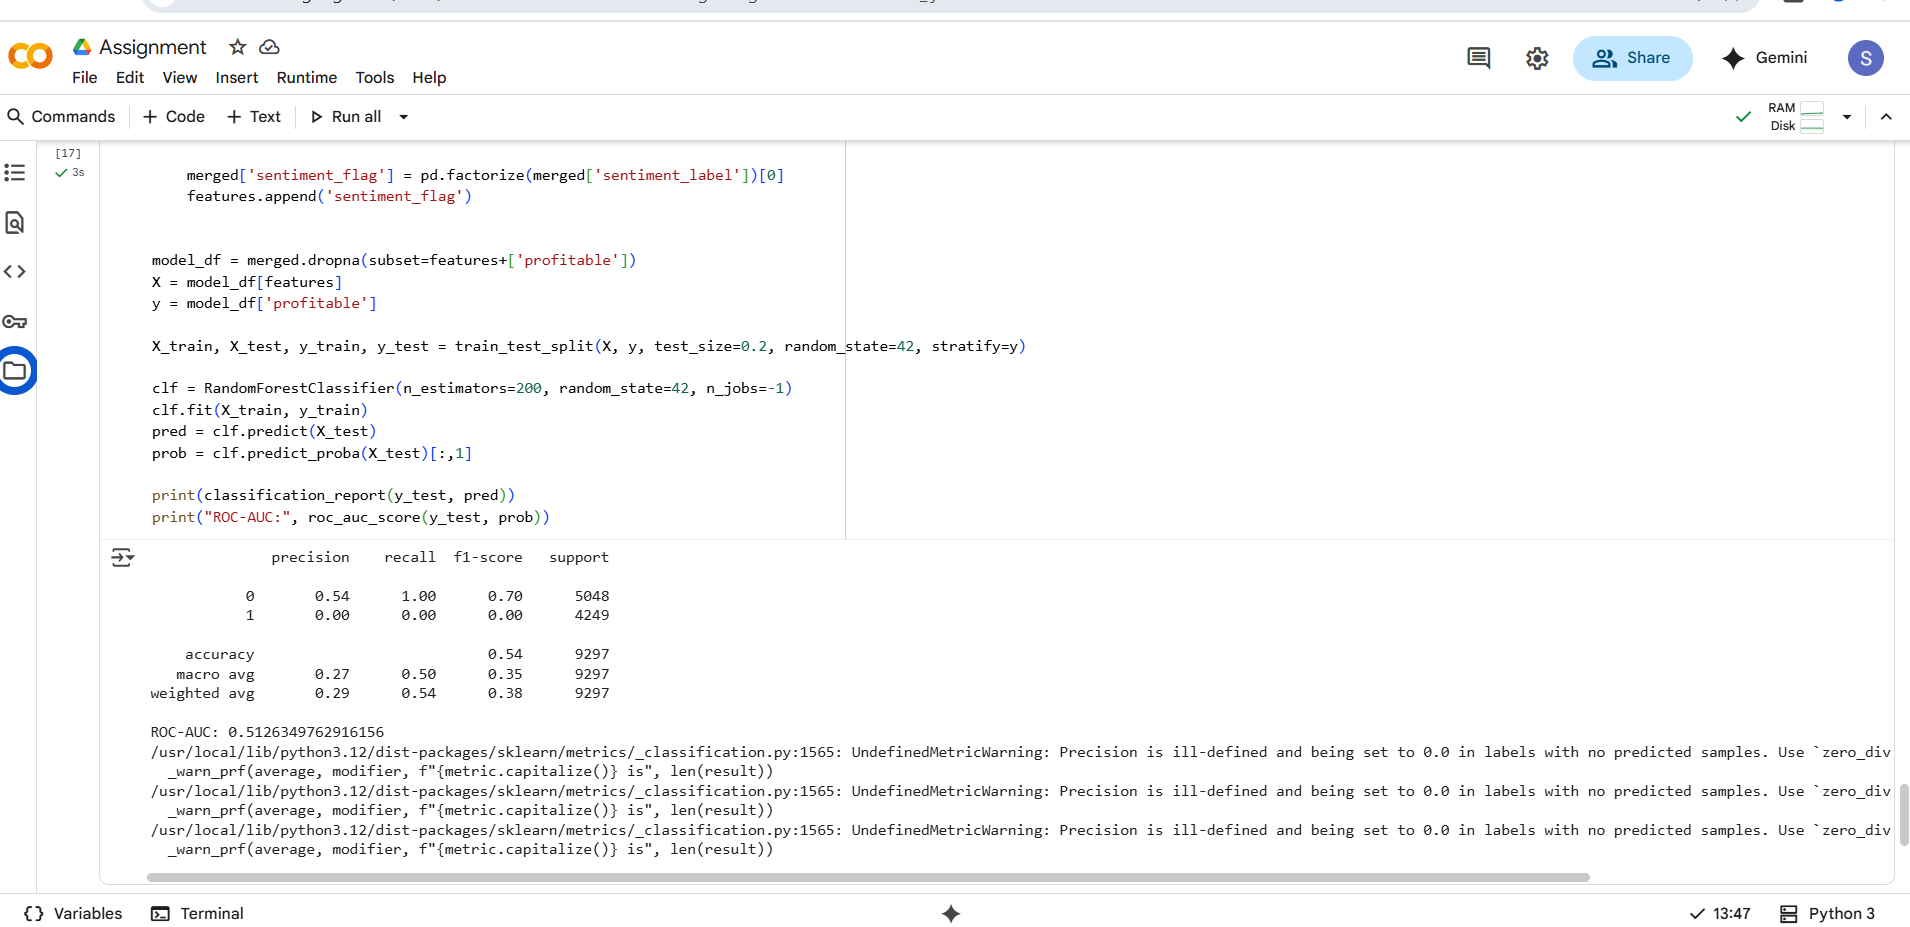 Assignment
File Edit View Insert Runtime Tools Help
Share
Gemini
S
Commands + Code + Text Run all
RAM
Disk
[17]
3s
merged['sentiment_flag'] = pd.factorize(merged['sentiment_label'])[0]
features.append('sentiment_flag')
model_df = merged.dropna(subset=features+['profitable'])
X = model_df[features]
y = model_df['profitable']
X_train, X_test, y_train, y_test = train_test_split(X, y, test_size=0.2, random_state=42, stratify=y)
clf = RandomForestClassifier(n_estimators=200, random_state=42, n_jobs=-1)
clf.fit(X_train, y_train)
pred = clf.predict(X_test)
prob = clf.predict_proba(X_test)[:,1]
print(classification_report(y_test, pred))
print("ROC-AUC:", roc_auc_score(y_test, prob))
precision recall f1-score support
0 0.54 1.00 0.70 5048
1 0.00 0.00 0.00 4249
accuracy 0.54 9297
macro avg 0.27 0.50 0.35 9297
weighted avg 0.29 0.54 0.38 9297
ROC-AUC: 0.5126349762916156
/usr/local/lib/python3.12/dist-packages/sklearn/metrics/_classification.py:1565: UndefinedMetricWarning: Precision is ill-defined and being set to 0.0 in labels with no predicted samples. Use `zero_div
_warn_prf(average, modifier, f"{metric.capitalize()} is", len(result))
/usr/local/lib/python3.12/dist-packages/sklearn/metrics/_classification.py:1565: UndefinedMetricWarning: Precision is ill-defined and being set to 0.0 in labels with no predicted samples. Use `zero_div
_warn_prf(average, modifier, f"{metric.capitalize()} is", len(result))
/usr/local/lib/python3.12/dist-packages/sklearn/metrics/_classification.py:1565: UndefinedMetricWarning: Precision is ill-defined and being set to 0.0 in labels with no predicted samples. Use `zero_div
_warn_prf(average, modifier, f"{metric.capitalize()} is", len(result))
Variables Terminal 13:47 Python 3